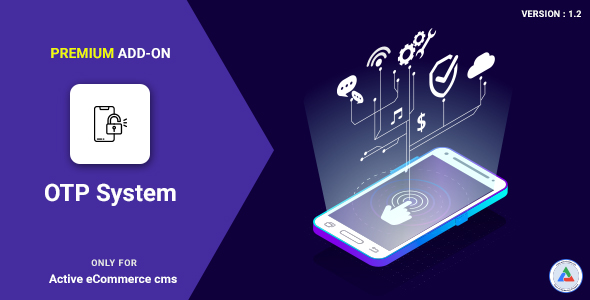 VERSION : 1.2
PREMIUM ADD-ON
OTP System
ONLY FOR
Active eCommerce cms